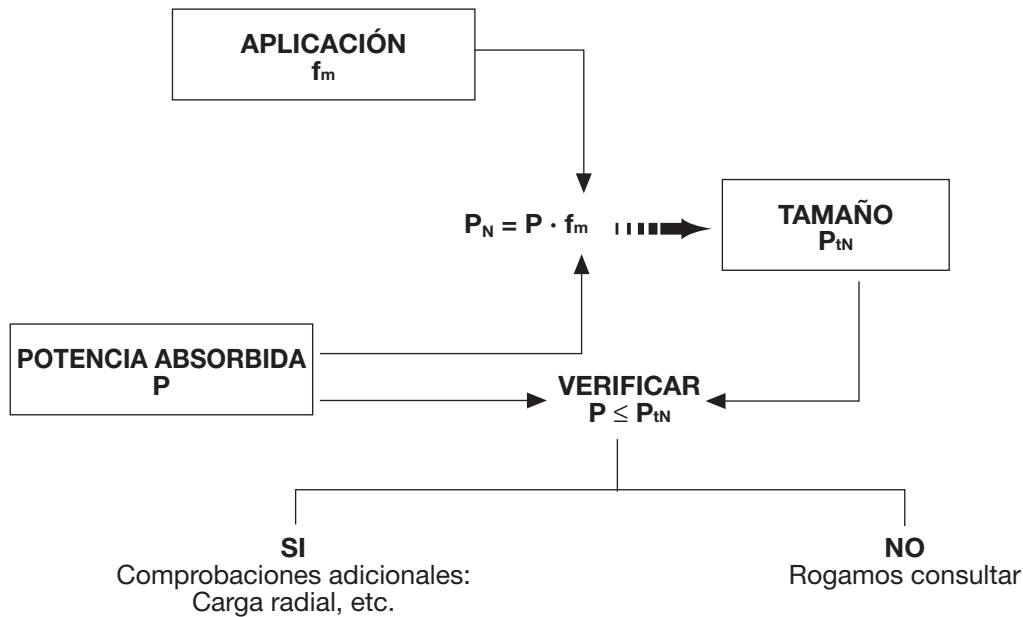 APLICACIÓN
fm
PN = P · fm
TAMAÑO
PtN
POTENCIA ABSORBIDA
P
VERIFICAR
P ≤ PtN
SI
Comprobaciones adicionales:
Carga radial, etc.
NO
Rogamos consultar